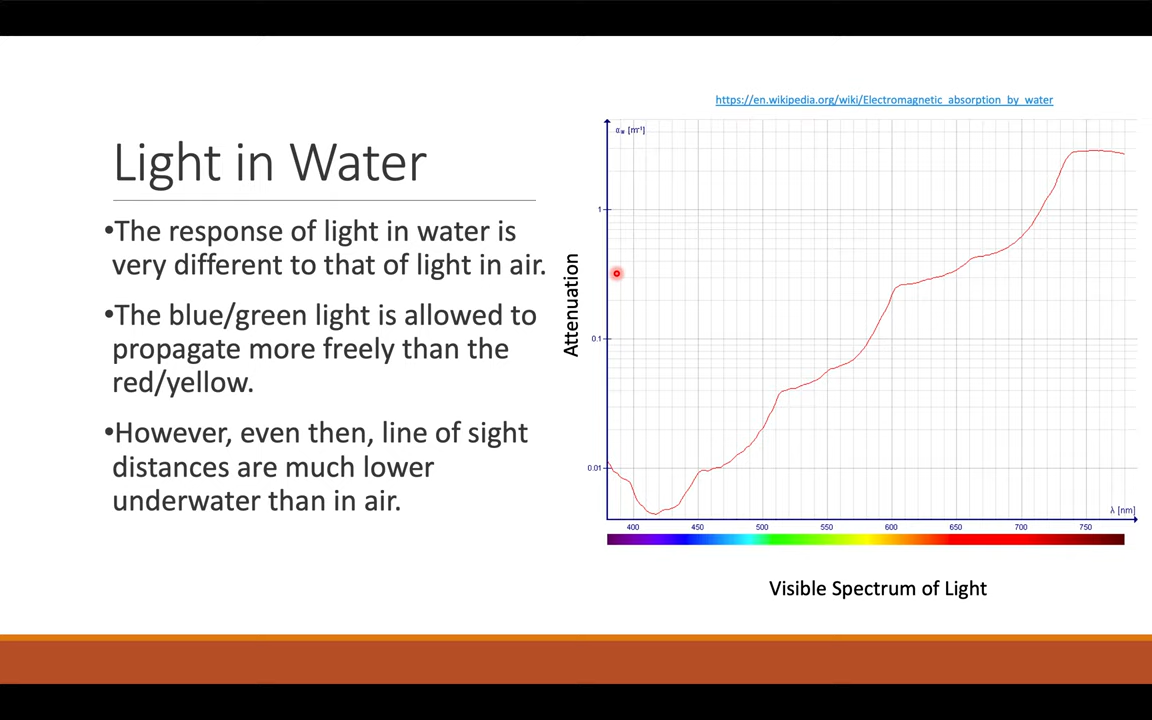 https://en.wikipedia.org/wiki/Electromagnetic_absorption_by_water
Light in Water
•The response of light in water is
very different to that of light in air.
•The blue/green light is allowed to
propagate more freely than the
red/yellow.
•However, even then, line of sight
distances are much lower
underwater than in air.
Attenuation
αw [m⁻¹]
1
0.1
0.01
400 450 500 550 600 650 700 750
λ [nm]
Visible Spectrum of Light